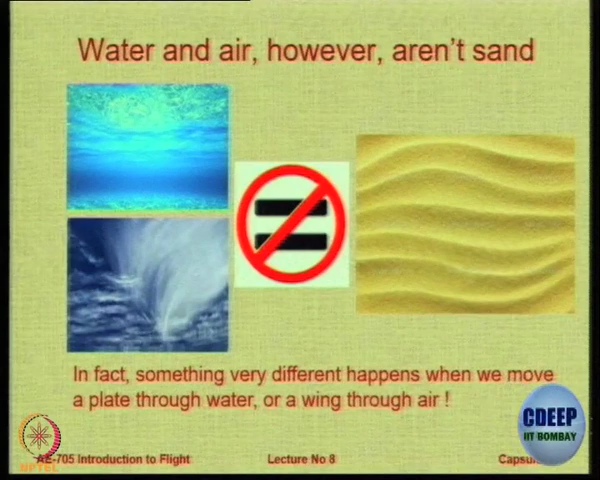 Water and air, however, aren't sand
In fact, something very different happens when we move
a plate through water, or a wing through air !
CDEEP
IIT BOMBAY
NPTEL
AE-705 Introduction to Flight
Lecture No 8